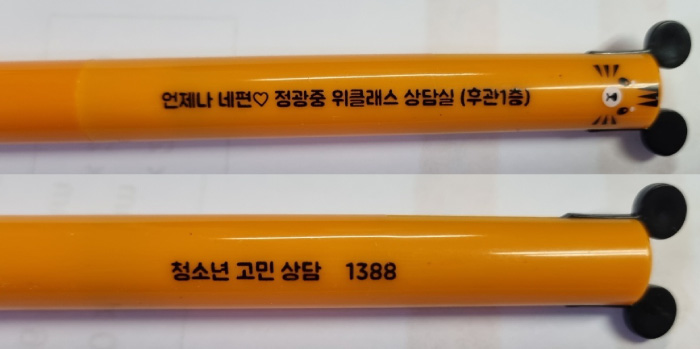 언제나 네편♡ 정광중 위클래스 상담실 (후관1층)
청소년 고민 상담 1388